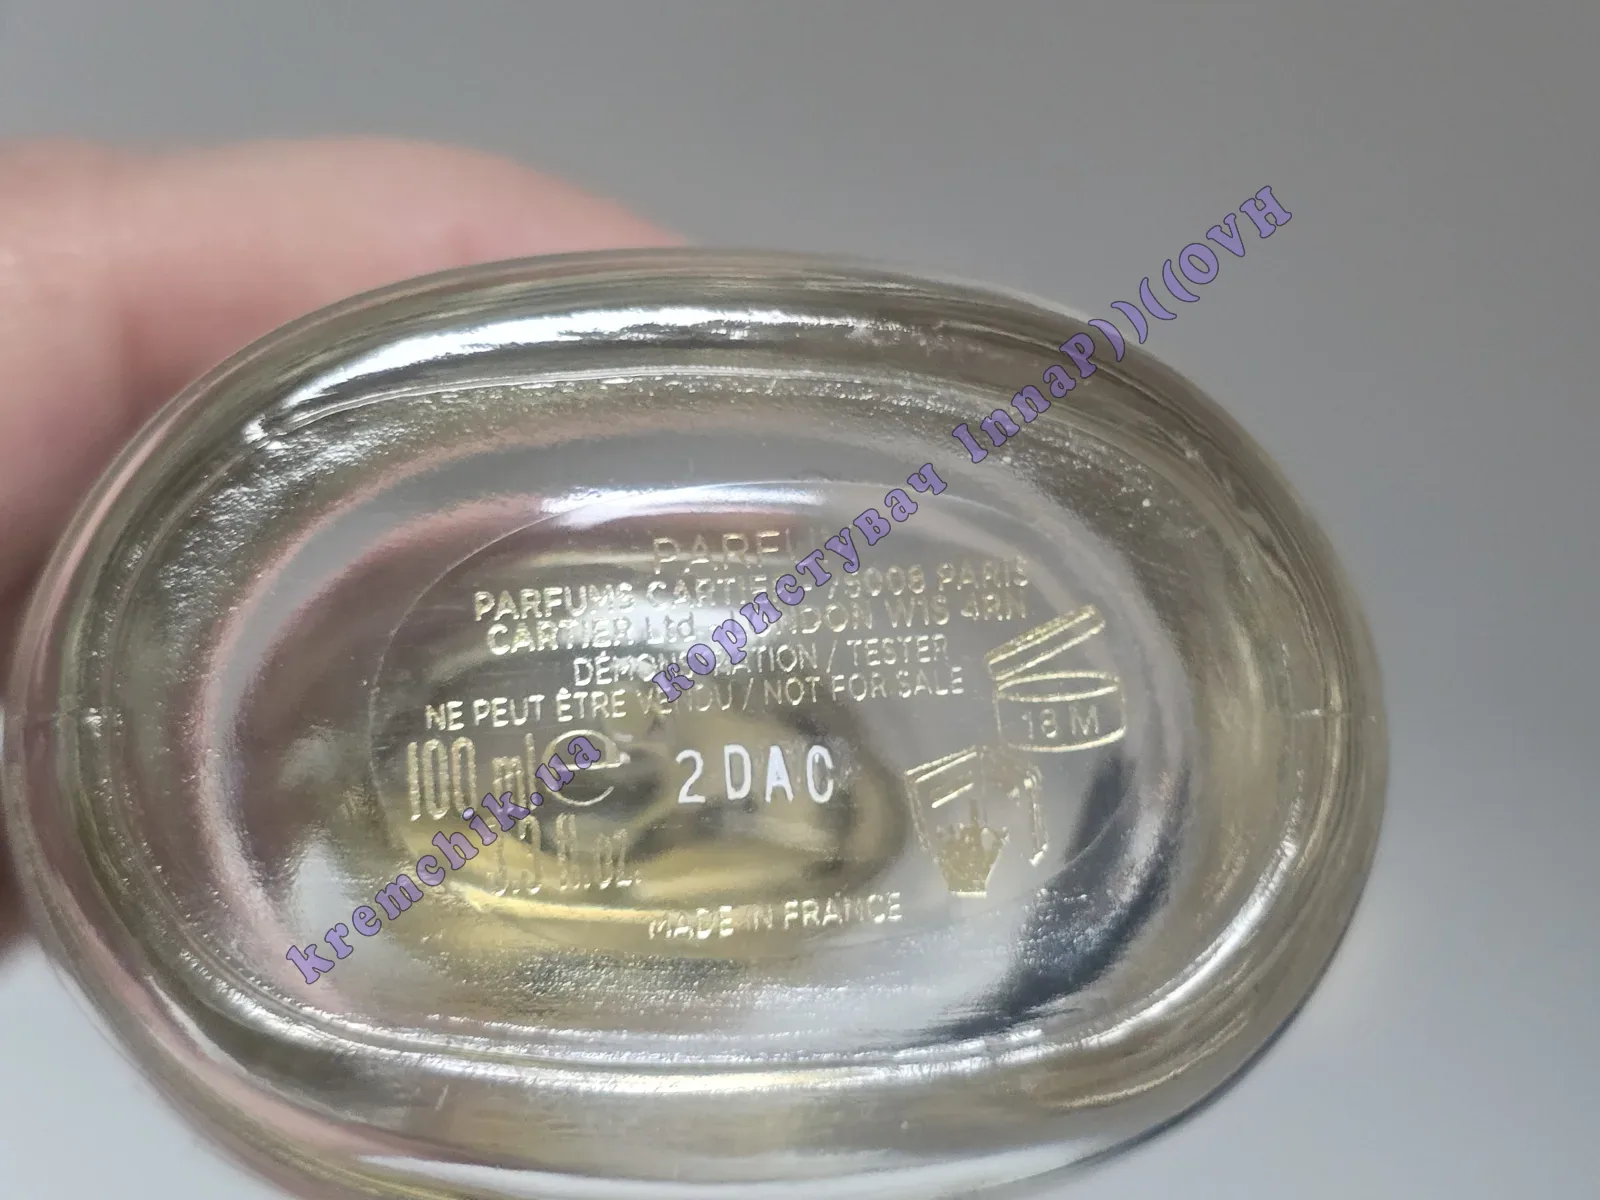 PARFUM
PARFUMS CARTIER - 75008 PARIS
CARTIER Ltd - LONDON W1S 4RN
DÉMONSTRATION / TESTER
NE PEUT ÊTRE VENDU / NOT FOR SALE
18 M
100 ml e 2DAC
3.3 fl.oz.
MADE IN FRANCE
kremchik.ua користувач InnaP))((OVH